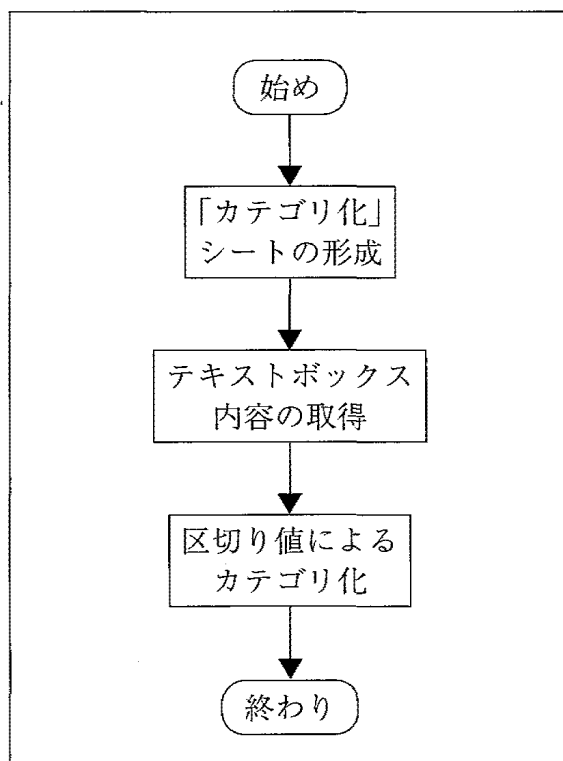 始め
「カテゴリ化」
シートの形成
テキストボックス
内容の取得
区切り値による
カテゴリ化
終わり